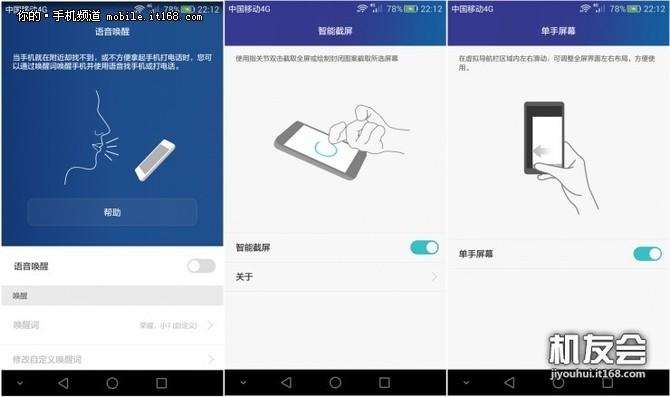 中国移动4G 4G 78% 22:12
你的·手机频道 mobile.it168.com
语音唤醒
当手机就在附近却找不到，或不方便拿起手机打电话时，您可以通过唤醒词唤醒手机并使用语音找手机或打电话。
帮助
语音唤醒
唤醒
唤醒词 荣耀，小7 (自定义)
修改自定义唤醒词
中国移动4G 4G 78% 22:12
智能截屏
使用指关节双击截取全屏或绘制封闭图案截取所选屏幕
智能截屏
关于
中国移动4G 4G 78% 22:12
单手屏幕
在虚拟导航栏区域内左右滑动，可调整全屏界面左右布局，方便使用。
单手屏幕
机友会
jiyouhui.it168.com